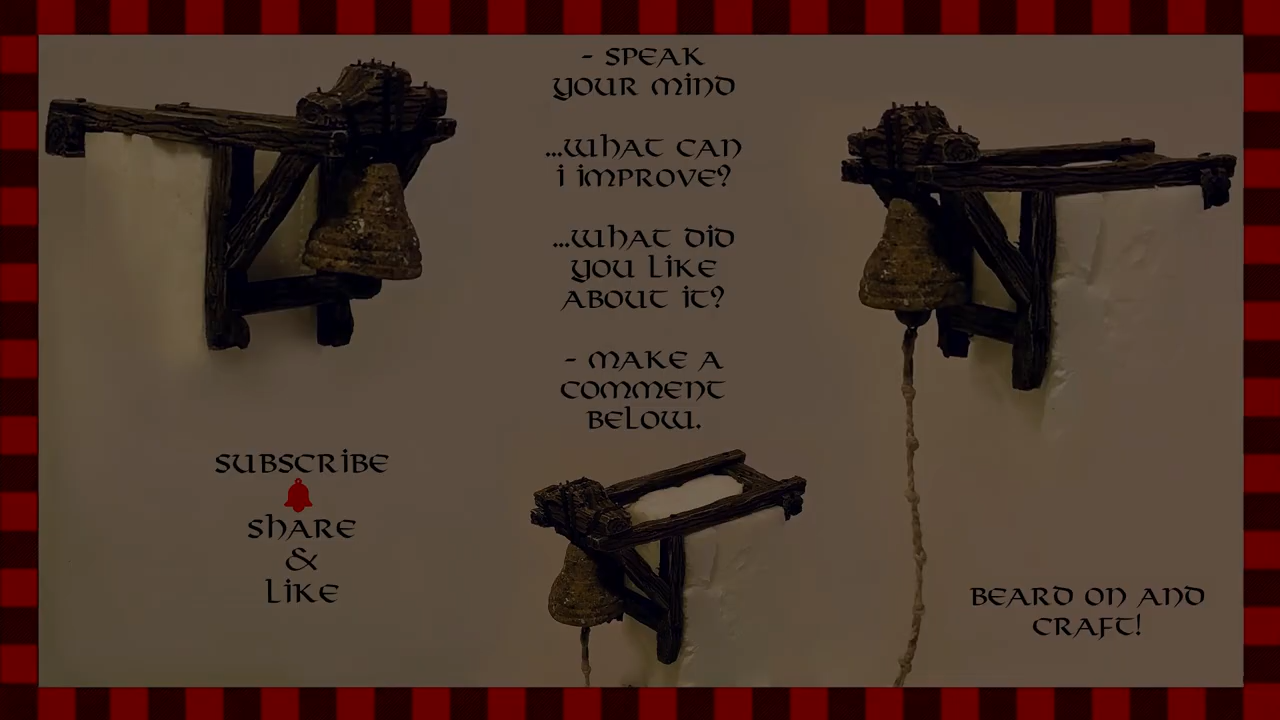 - SPEAK
YOUR MIND
...WHAT CAN
I IMPROVE?
...WHAT DID
YOU LIKE
ABOUT IT?
- MAKE A
COMMENT
BELOW.
SUBSCRIBE
SHARE
&
LIKE
BEARD ON AND
CRAFT!